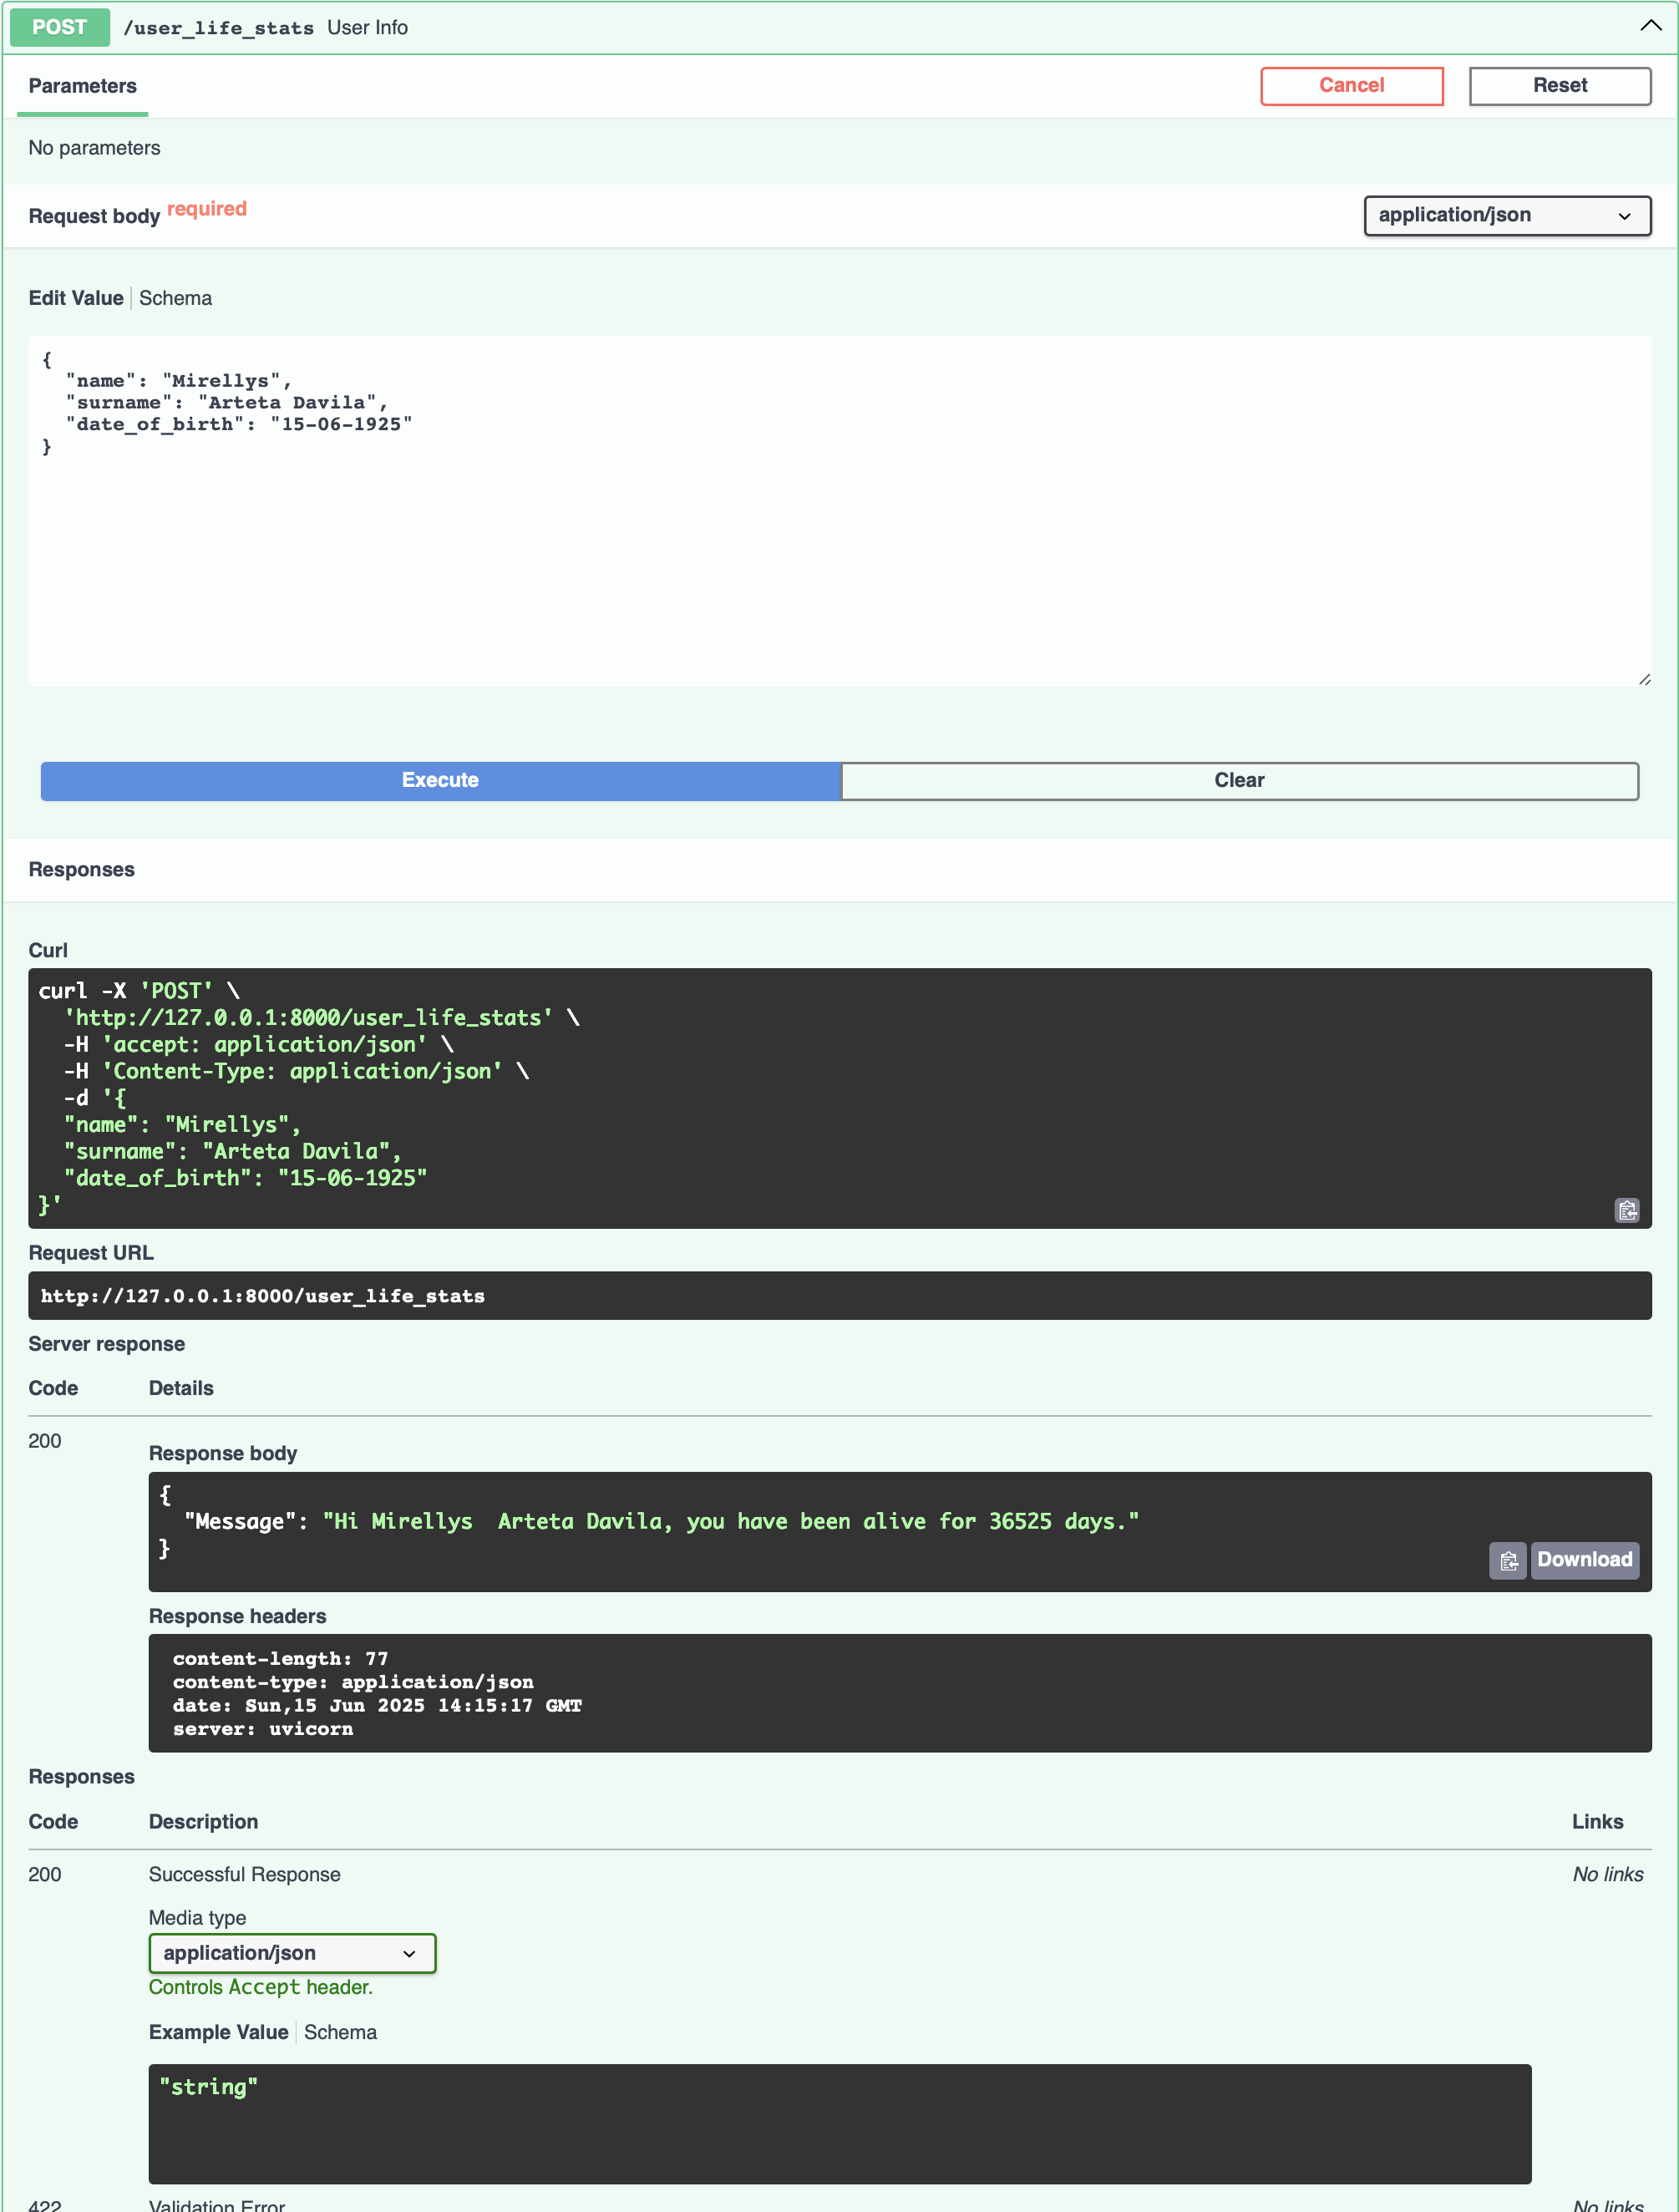 POST /user_life_stats User Info
Parameters
Cancel
Reset
No parameters
Request body required
application/json
Edit Value | Schema
{
  "name": "Mirellys",
  "surname": "Arteta Davila",
  "date_of_birth": "15-06-1925"
}
Execute
Clear
Responses
Curl
curl -X 'POST' \
  'http://127.0.0.1:8000/user_life_stats' \
  -H 'accept: application/json' \
  -H 'Content-Type: application/json' \
  -d '{
  "name": "Mirellys",
  "surname": "Arteta Davila",
  "date_of_birth": "15-06-1925"
}'
Request URL
http://127.0.0.1:8000/user_life_stats
Server response
Code Details
200
Response body
{
  "Message": "Hi Mirellys  Arteta Davila, you have been alive for 36525 days."
}
Download
Response headers
content-length: 77
content-type: application/json
date: Sun,15 Jun 2025 14:15:17 GMT
server: uvicorn
Responses
Code Description Links
200 Successful Response No links
Media type
application/json
Controls Accept header.
Example Value | Schema
"string"
422 Validation Error No links